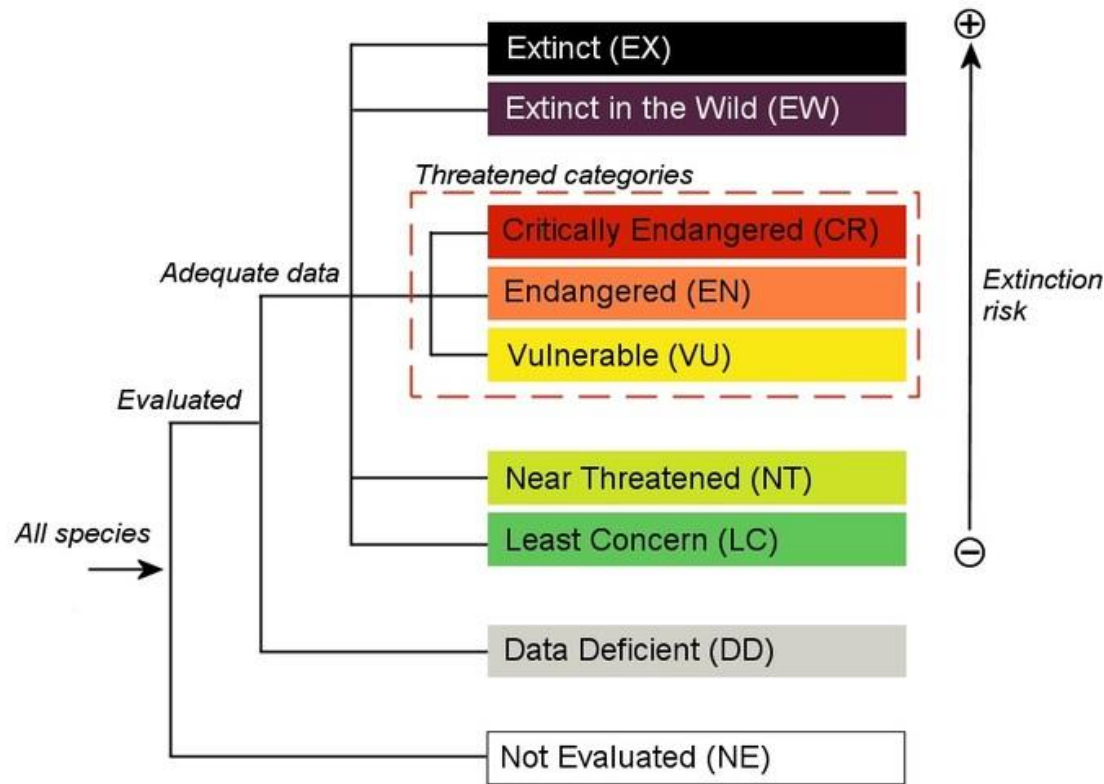 Extinct (EX)
Extinct in the Wild (EW)
Threatened categories
Critically Endangered (CR)
Adequate data
Endangered (EN)
Extinction
risk
Vulnerable (VU)
Evaluated
Near Threatened (NT)
All species
Least Concern (LC)
Data Deficient (DD)
Not Evaluated (NE)